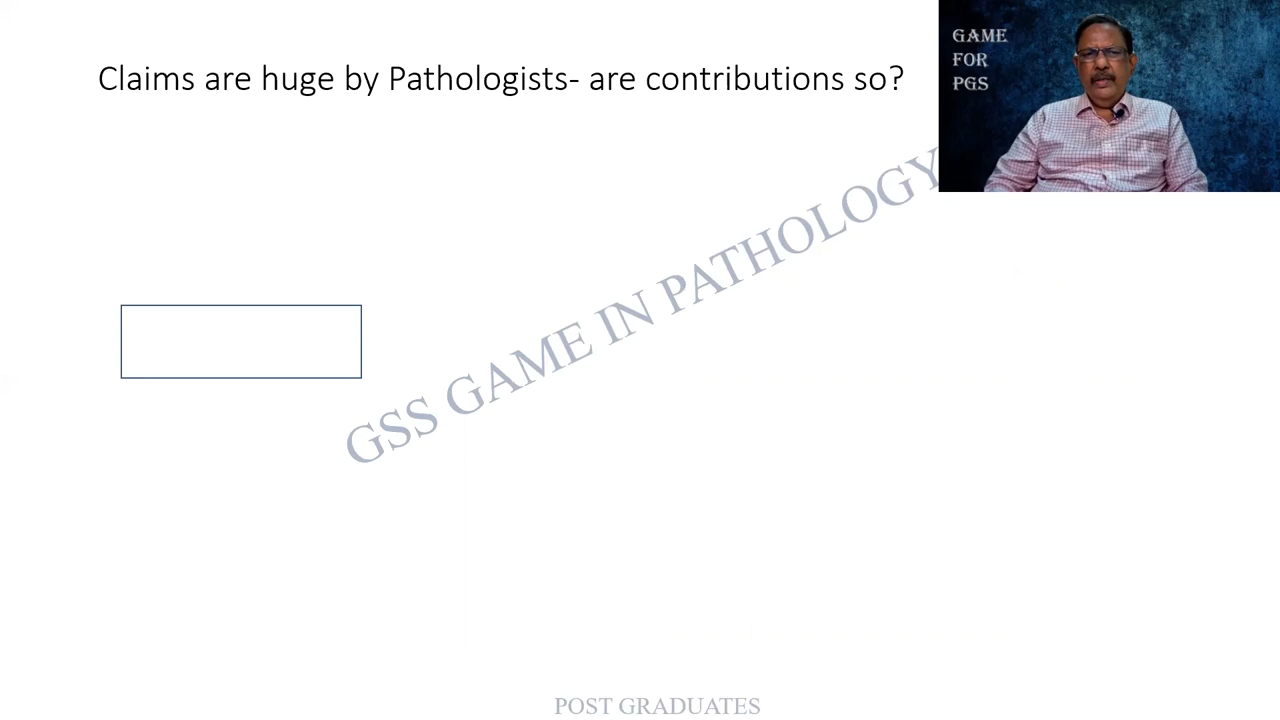 Claims are huge by Pathologists- are contributions so?
GAME
FOR
PGS
GSS GAME IN PATHOLOGY
POST GRADUATES